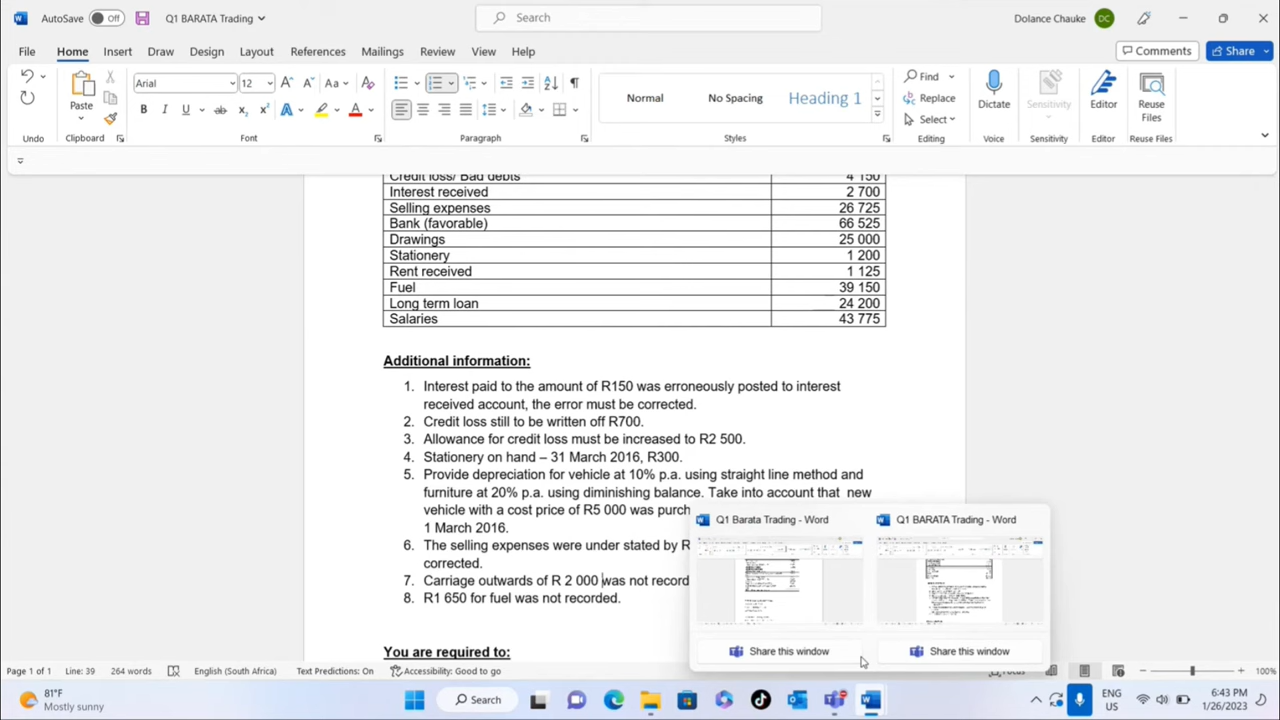 AutoSave Off Q1 BARATA Trading Search Dolance Chauke DC
File Home Insert Draw Design Layout References Mailings Review View Help Comments Share
Arial 12 Aa A
Paste B I U ab x₂ x² A A Normal No Spacing Heading 1 Find Replace Select Dictate Sensitivity Editor Reuse Files
Undo Clipboard Font Paragraph Styles Editing Voice Sensitivity Editor Reuse Files
Credit loss/ Bad debts 4 150
Interest received 2 700
Selling expenses 26 725
Bank (favorable) 66 525
Drawings 25 000
Stationery 1 200
Rent received 1 125
Fuel 39 150
Long term loan 24 200
Salaries 43 775
Additional information:
1. Interest paid to the amount of R150 was erroneously posted to interest
received account, the error must be corrected.
2. Credit loss still to be written off R700.
3. Allowance for credit loss must be increased to R2 500.
4. Stationery on hand – 31 March 2016, R300.
5. Provide depreciation for vehicle at 10% p.a. using straight line method and
furniture at 20% p.a. using diminishing balance. Take into account that new
vehicle with a cost price of R5 000 was purch
1 March 2016.
6. The selling expenses were under stated by R
corrected.
7. Carriage outwards of R 2 000 was not record
8. R1 650 for fuel was not recorded.
You are required to:
Q1 Barata Trading - Word Q1 BARATA Trading - Word
Share this window Share this window
Page 1 of 1 Line: 39 264 words English (South Africa) Text Predictions: On Accessibility: Good to go Focus 100%
81°F
Mostly sunny
Search
ENG
US
6:43 PM
1/26/2023